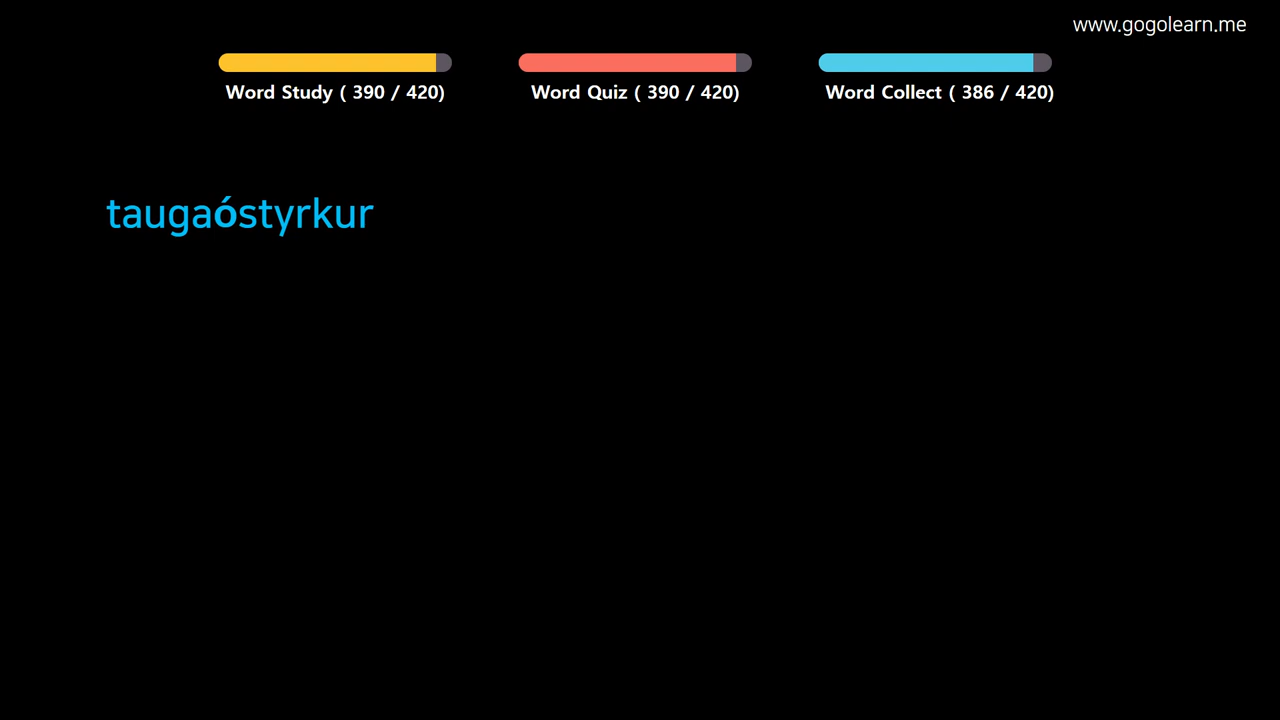 www.gogolearn.me
Word Study ( 390 / 420)
Word Quiz ( 390 / 420)
Word Collect ( 386 / 420)
taugaóstyrkur